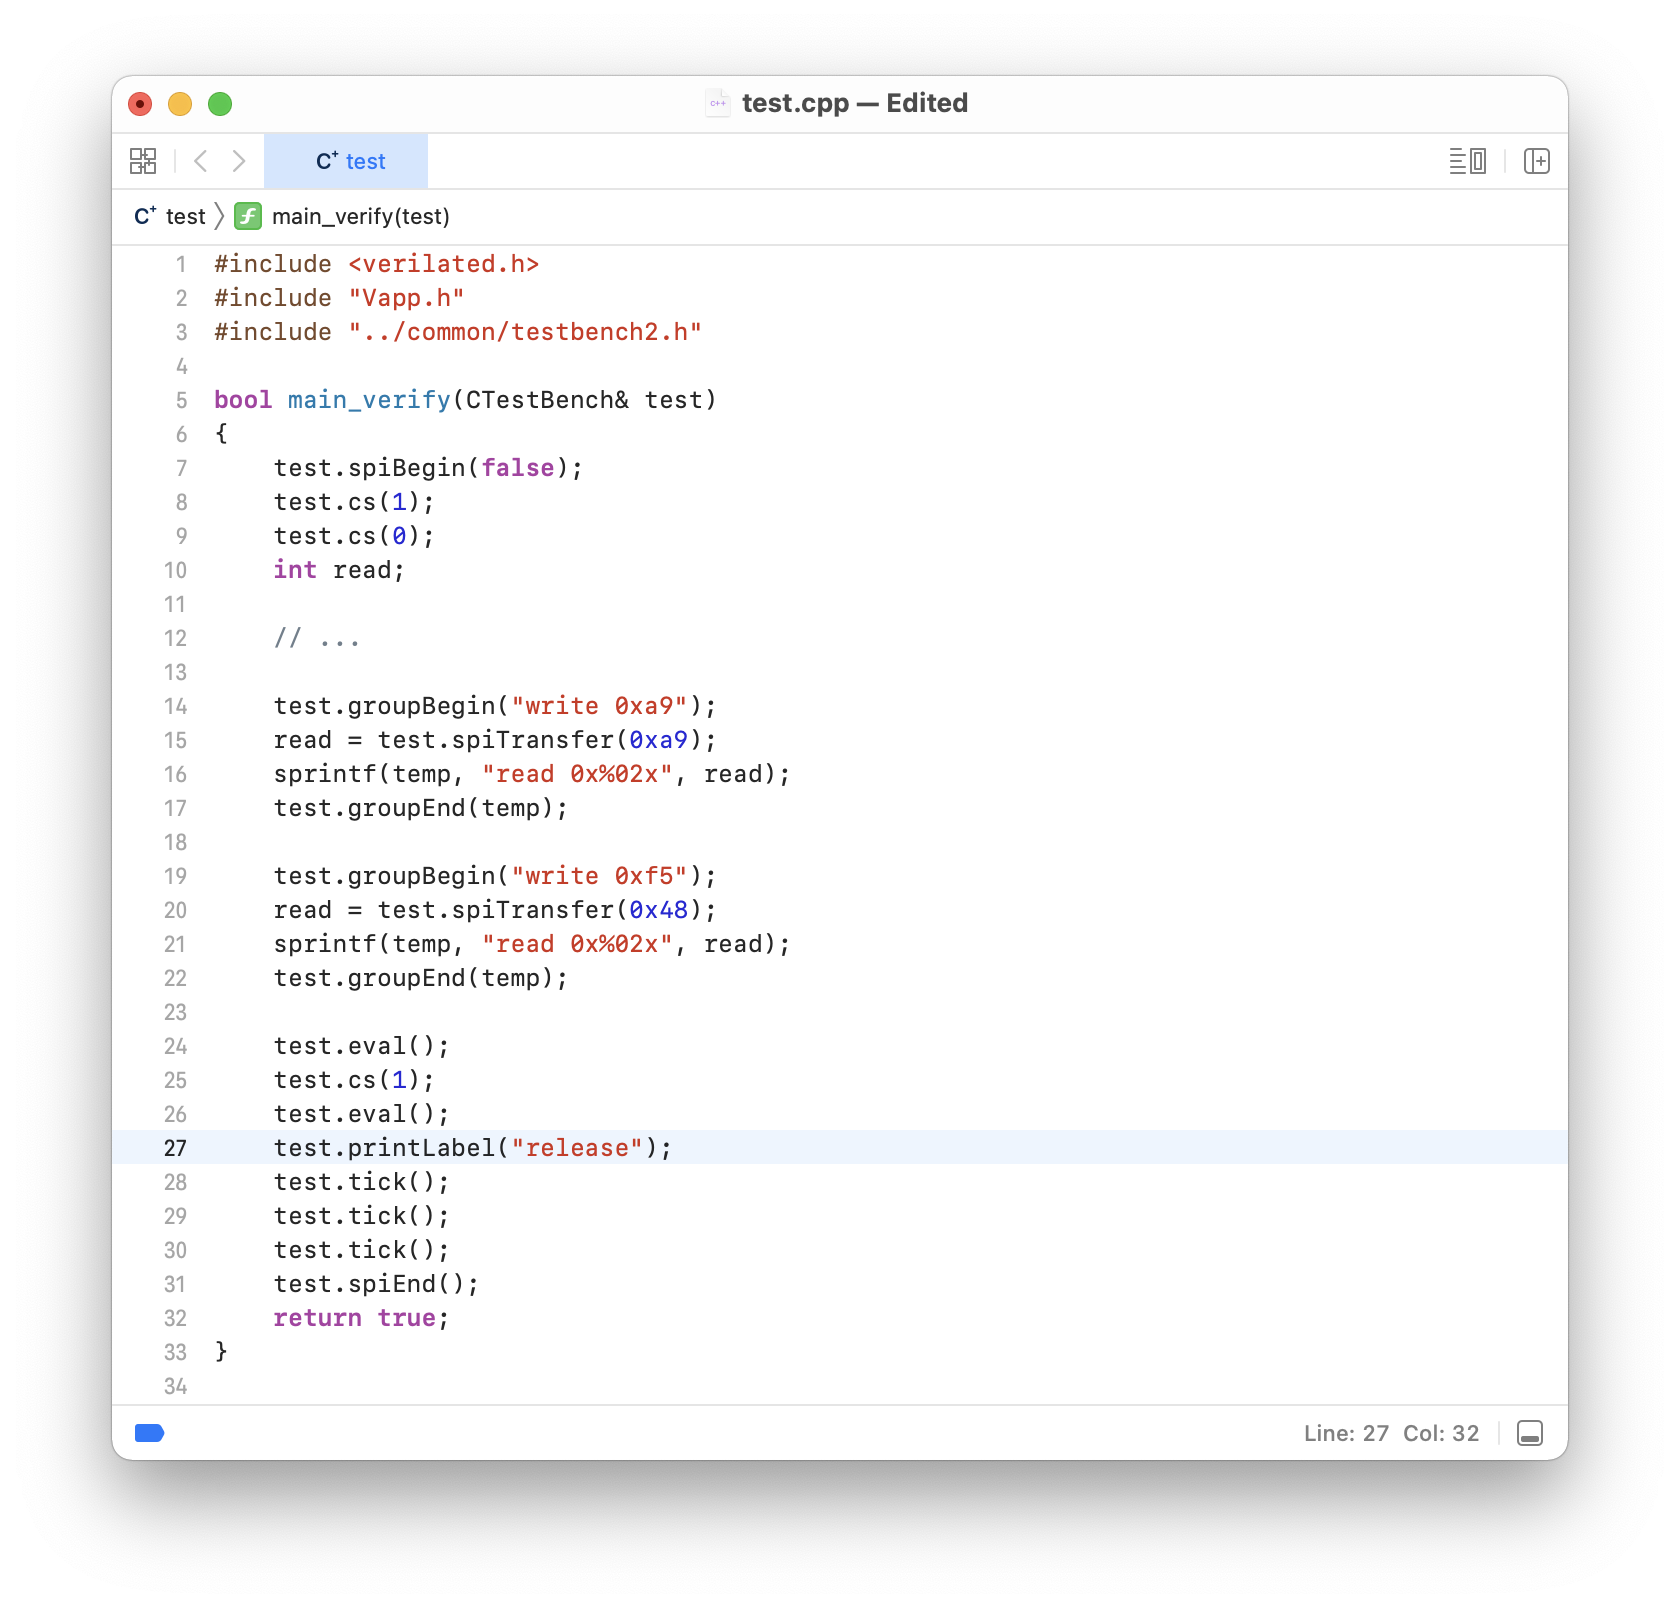 test.cpp — Edited
C+ test
C+ test 〉 f main_verify(test)
1 #include <verilated.h>
2 #include "Vapp.h"
3 #include "../common/testbench2.h"
4
5 bool main_verify(CTestBench& test)
6 {
7     test.spiBegin(false);
8     test.cs(1);
9     test.cs(0);
10     int read;
11
12     // ...
13
14     test.groupBegin("write 0xa9");
15     read = test.spiTransfer(0xa9);
16     sprintf(temp, "read 0x%02x", read);
17     test.groupEnd(temp);
18
19     test.groupBegin("write 0xf5");
20     read = test.spiTransfer(0x48);
21     sprintf(temp, "read 0x%02x", read);
22     test.groupEnd(temp);
23
24     test.eval();
25     test.cs(1);
26     test.eval();
27     test.printLabel("release");
28     test.tick();
29     test.tick();
30     test.tick();
31     test.spiEnd();
32     return true;
33 }
34
Line: 27 Col: 32